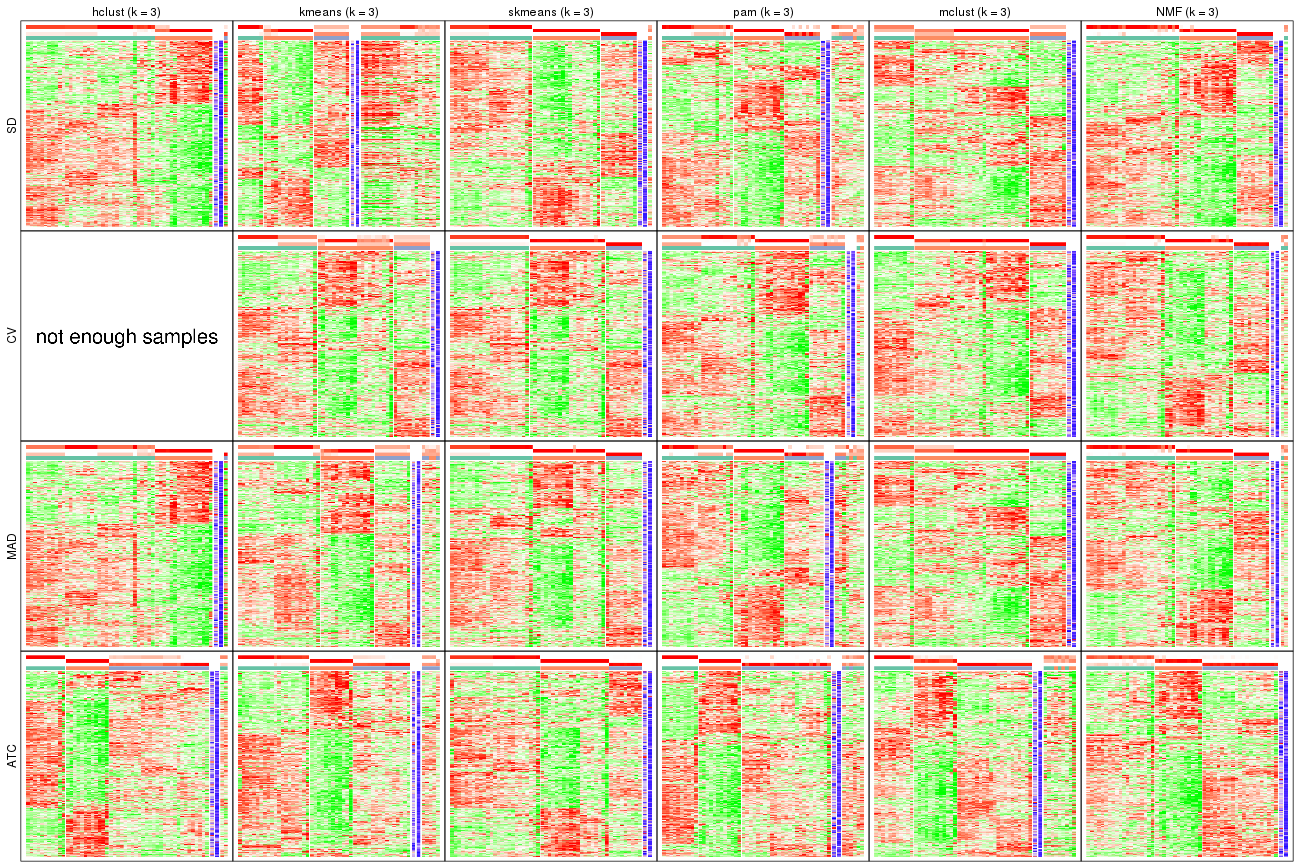 hclust (k = 3)
kmeans (k = 3)
skmeans (k = 3)
pam (k = 3)
mclust (k = 3)
NMF (k = 3)
SD
CV
not enough samples
MAD
ATC